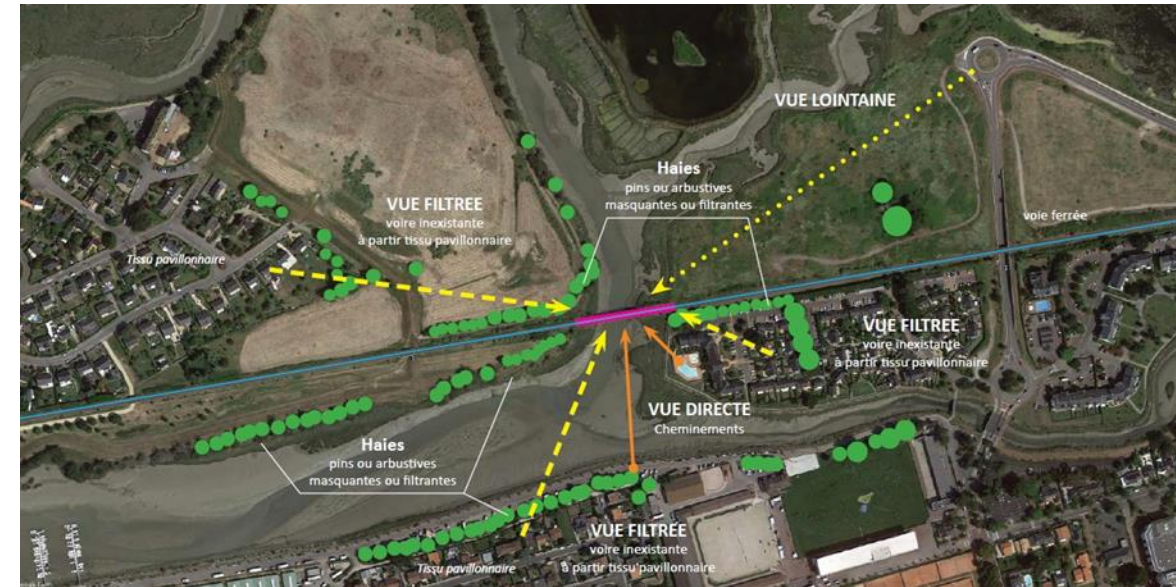 VUE LOINTAINE
Haies
pins ou arbustives
masquantes ou filtrantes
VUE FILTREE
voire inexistante
à partir tissu pavillonnaire
Tissu pavillonnaire
voie ferrée
VUE FILTREE
voire inexistante
à partir tissu pavillonnaire
VUE DIRECTE
Cheminements
Haies
pins ou arbustives
masquantes ou filtrantes
VUE FILTREE
voire inexistante
à partir tissu pavillonnaire
Tissu pavillonnaire